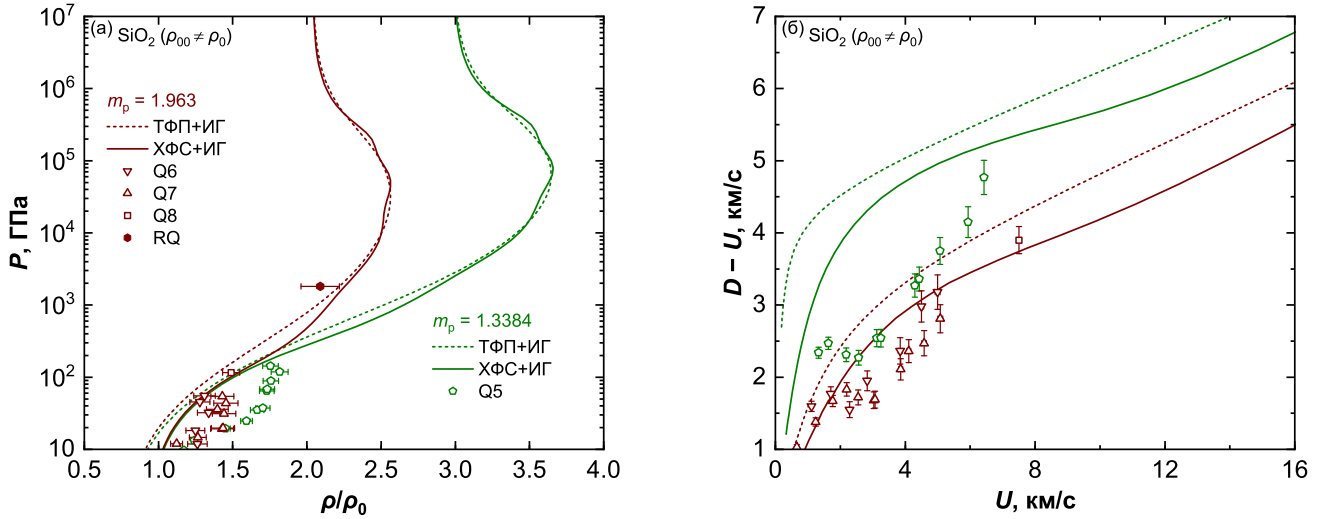 (а) SiO₂ (ρ₀₀ ≠ ρ₀)
mₚ = 1.963
ТФП+ИГ
ХФС+ИГ
Q6
Q7
Q8
RQ
mₚ = 1.3384
ТФП+ИГ
ХФС+ИГ
Q5
P, ГПа
10⁷
10⁶
10⁵
10⁴
10³
10²
10
0.5 1.0 1.5 2.0 2.5 3.0 3.5 4.0
ρ/ρ₀
(б) SiO₂ (ρ₀₀ ≠ ρ₀)
D – U, км/с
7
6
5
4
3
2
1
0 4 8 12 16
U, км/с